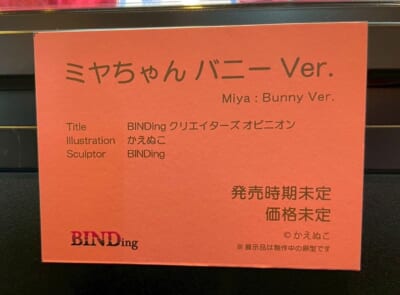 ミヤちゃん バニー Ver.
Miya : Bunny Ver.
Title BINDing クリエイターズ オピニオン
Illustration かえぬこ
Sculptor BINDing
発売時期未定
価格未定
BINDing
©かえぬこ
※展示品は製作中の原型です